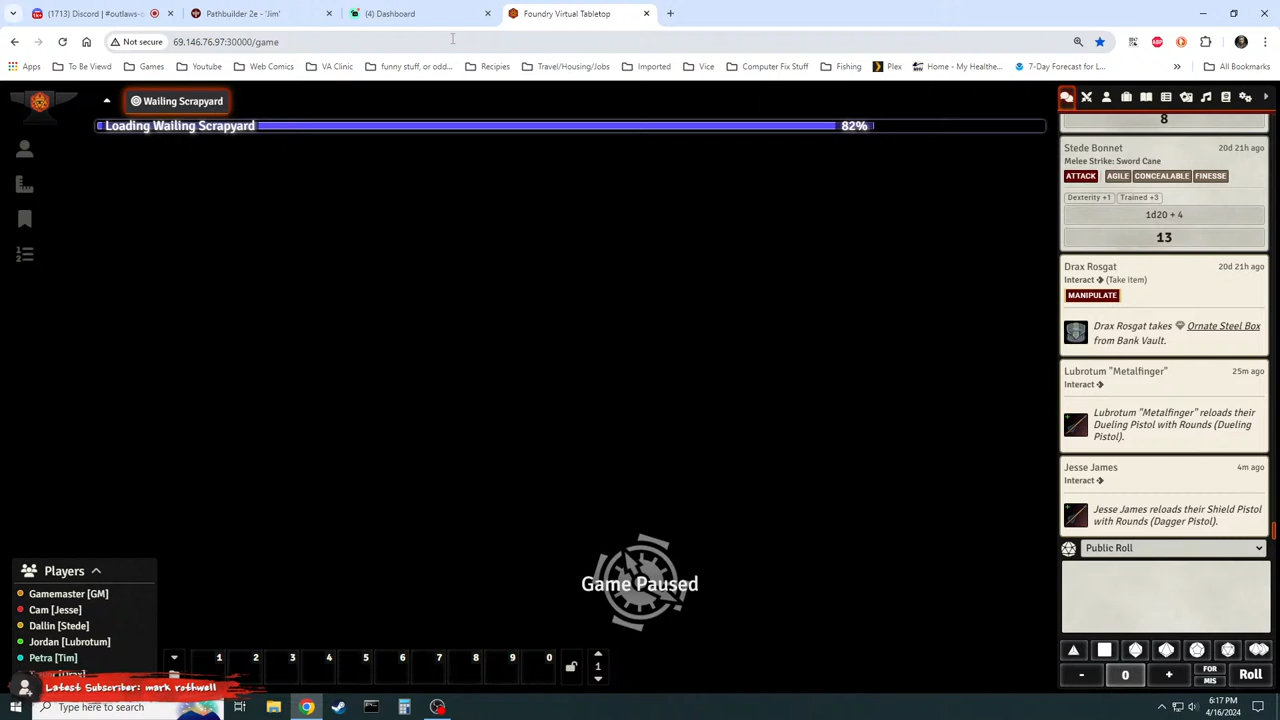 (1713) Discord | #outlaws-o
Pathbuilder 2e - 'Jim'
(4) Dashboard
Foundry Virtual Tabletop
Not secure
69.146.76.97:30000/game
Apps
To Be Viewed
Games
Youtube
Web Comics
VA Clinic
funny stuff, or odd...
Recipies
Travel/Housing/Jobs
Imported
Vice
Computer Fix Stuff
Fishing
Plex
Home - My Healthe...
7-Day Forecast for L...
All Bookmarks
Wailing Scrapyard
Loading Wailing Scrapyard
82%
8
Stede Bonnet
20d 21h ago
Melee Strike: Sword Cane
ATTACK
AGILE
CONCEALABLE
FINESSE
Dexterity +1
Trained +3
1d20 + 4
13
Drax Rosgat
20d 21h ago
Interact (Take item)
MANIPULATE
Drax Rosgat takes Ornate Steel Box
from Bank Vault.
Lubrotum "Metalfinger"
25m ago
Interact
Lubrotum "Metalfinger" reloads their
Dueling Pistol with Rounds (Dueling
Pistol).
Jesse James
4m ago
Interact
Jesse James reloads their Shield Pistol
with Rounds (Dagger Pistol).
Public Roll
Game Paused
Players
Gamemaster [GM]
Cam [Jesse]
Dallin [Stede]
Jordan [Lubrotum]
Petra [Tim]
1 2 3 4 5 6 7 8 9 0
1
Latest Subscriber: mark rothwell
- 0 +
FOR
MIS
Roll
Type here to search
6:17 PM
4/16/2024